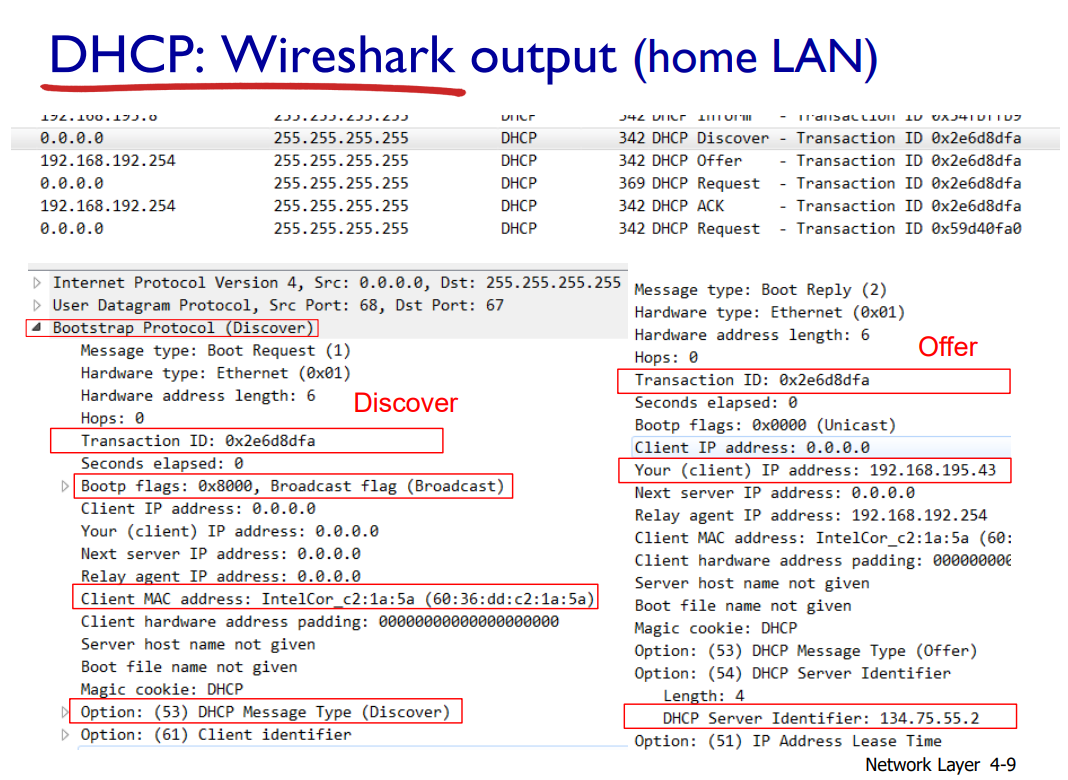 DHCP: Wireshark output (home LAN)
192.168.195.8 255.255.255.255 DHCP 342 DHCP Inform - Transaction ID
0.0.0.0 255.255.255.255 DHCP 342 DHCP Discover - Transaction ID 0x2e6d8dfa
192.168.192.254 255.255.255.255 DHCP 342 DHCP Offer - Transaction ID 0x2e6d8dfa
0.0.0.0 255.255.255.255 DHCP 369 DHCP Request - Transaction ID 0x2e6d8dfa
192.168.192.254 255.255.255.255 DHCP 342 DHCP ACK - Transaction ID 0x2e6d8dfa
0.0.0.0 255.255.255.255 DHCP 342 DHCP Request - Transaction ID 0x59d40fa0
Internet Protocol Version 4, Src: 0.0.0.0, Dst: 255.255.255.255
User Datagram Protocol, Src Port: 68, Dst Port: 67
Bootstrap Protocol (Discover)
Message type: Boot Request (1)
Hardware type: Ethernet (0x01)
Hardware address length: 6
Discover
Hops: 0
Transaction ID: 0x2e6d8dfa
Seconds elapsed: 0
Bootp flags: 0x8000, Broadcast flag (Broadcast)
Client IP address: 0.0.0.0
Your (client) IP address: 0.0.0.0
Next server IP address: 0.0.0.0
Relay agent IP address: 0.0.0.0
Client MAC address: IntelCor_c2:1a:5a (60:36:dd:c2:1a:5a)
Client hardware address padding: 00000000000000000000
Server host name not given
Boot file name not given
Magic cookie: DHCP
Option: (53) DHCP Message Type (Discover)
Option: (61) Client identifier
Message type: Boot Reply (2)
Hardware type: Ethernet (0x01)
Hardware address length: 6
Offer
Hops: 0
Transaction ID: 0x2e6d8dfa
Seconds elapsed: 0
Bootp flags: 0x0000 (Unicast)
Client IP address: 0.0.0.0
Your (client) IP address: 192.168.195.43
Next server IP address: 0.0.0.0
Relay agent IP address: 192.168.192.254
Client MAC address: IntelCor_c2:1a:5a (60:
Client hardware address padding: 000000000
Server host name not given
Boot file name not given
Magic cookie: DHCP
Option: (53) DHCP Message Type (Offer)
Option: (54) DHCP Server Identifier
Length: 4
DHCP Server Identifier: 134.75.55.2
Option: (51) IP Address Lease Time
Network Layer 4-9